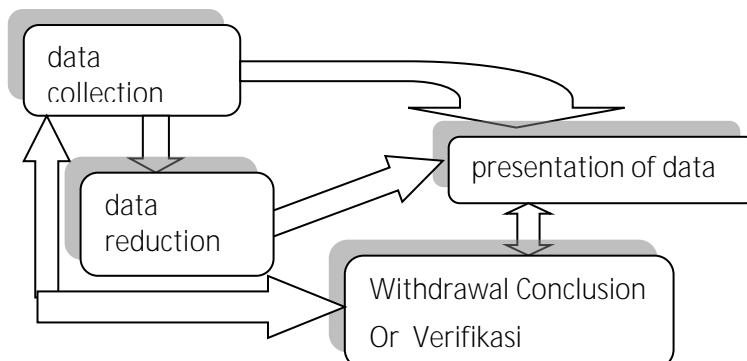 data
collection
presentation of data
data
reduction
Withdrawal Conclusion
Or Verifikasi